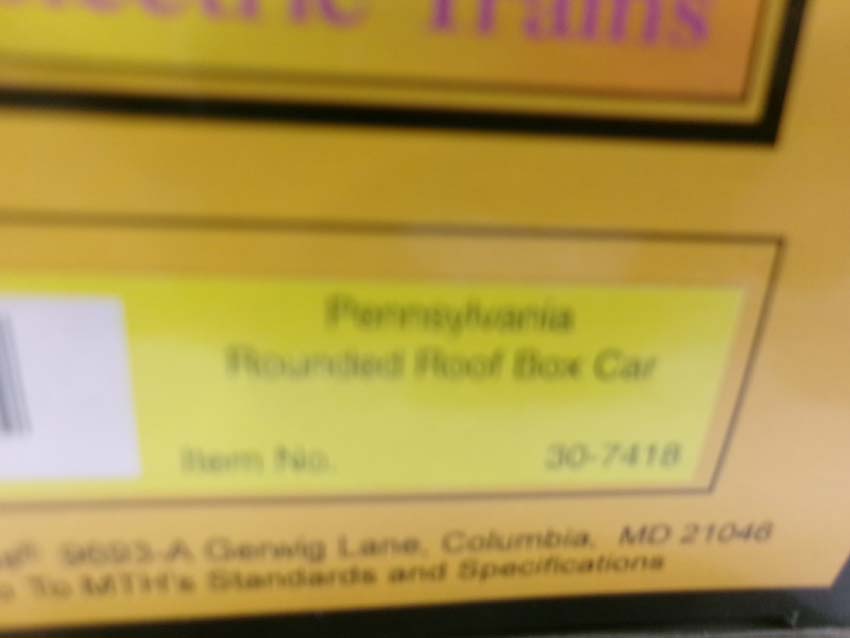 Electric Trains
Pennsylvania
Rounded Roof Box Car
Item No. 30-7418
9693-A Gerwig Lane, Columbia, MD 21046
To MTH's Standards and Specifications